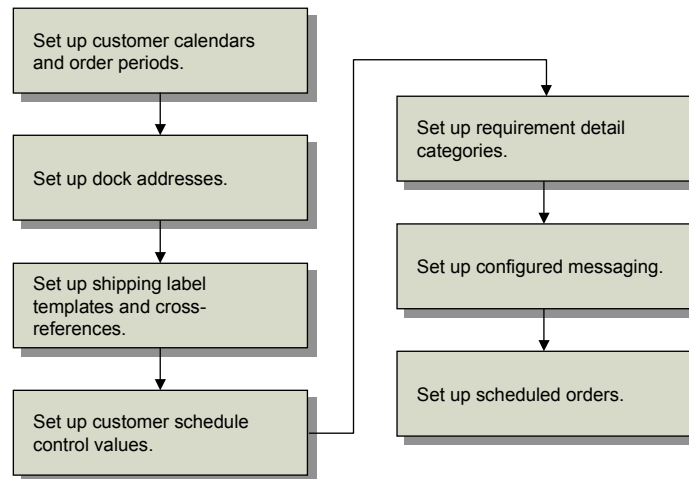 Set up customer calendars
and order periods.
Set up dock addresses.
Set up shipping label
templates and cross-
references.
Set up customer schedule
control values.
Set up requirement detail
categories.
Set up configured messaging.
Set up scheduled orders.